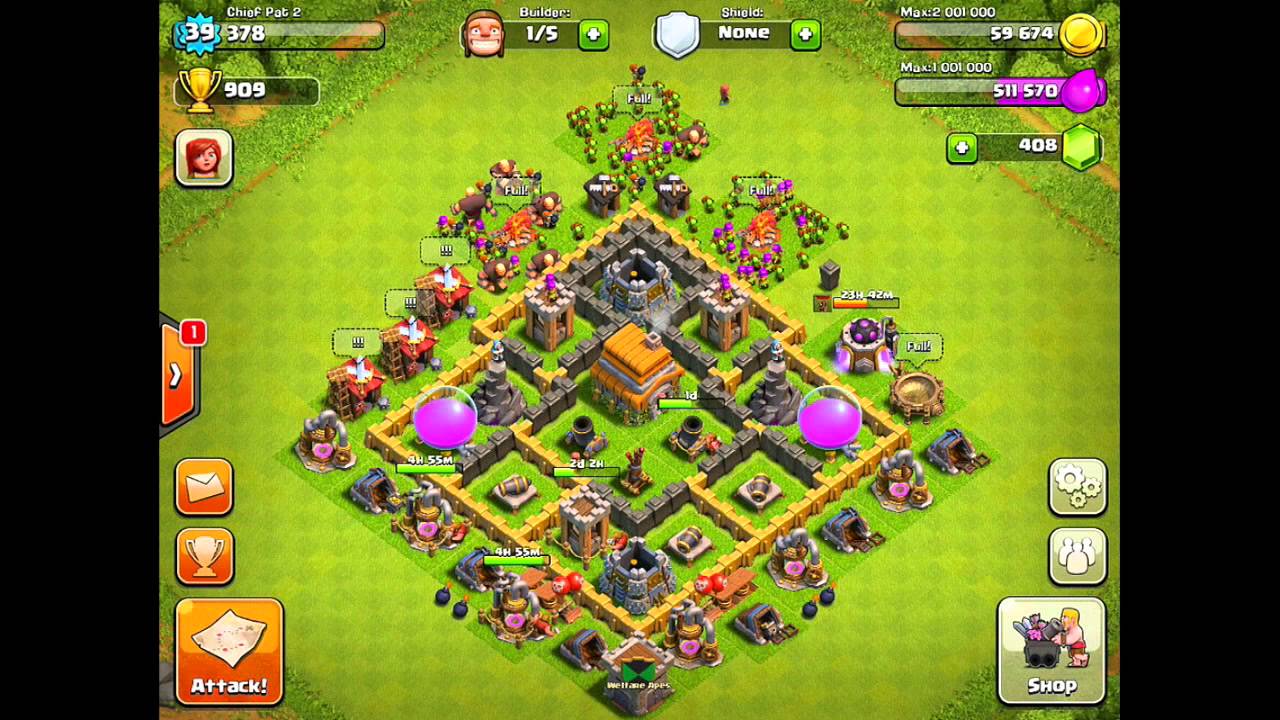 Chief Pat 2
39 378
909
Builder:
1/5
Shield:
None
Max:2 001 000
59 674
Max:1 001 000
511 570
408
Full!
Full!
Full!
!!!
!!!
!!!
23H 42M
Full!
1
1d
4H 55M
2d 2H
4H 55M
Attack!
Welfare Apes
Shop